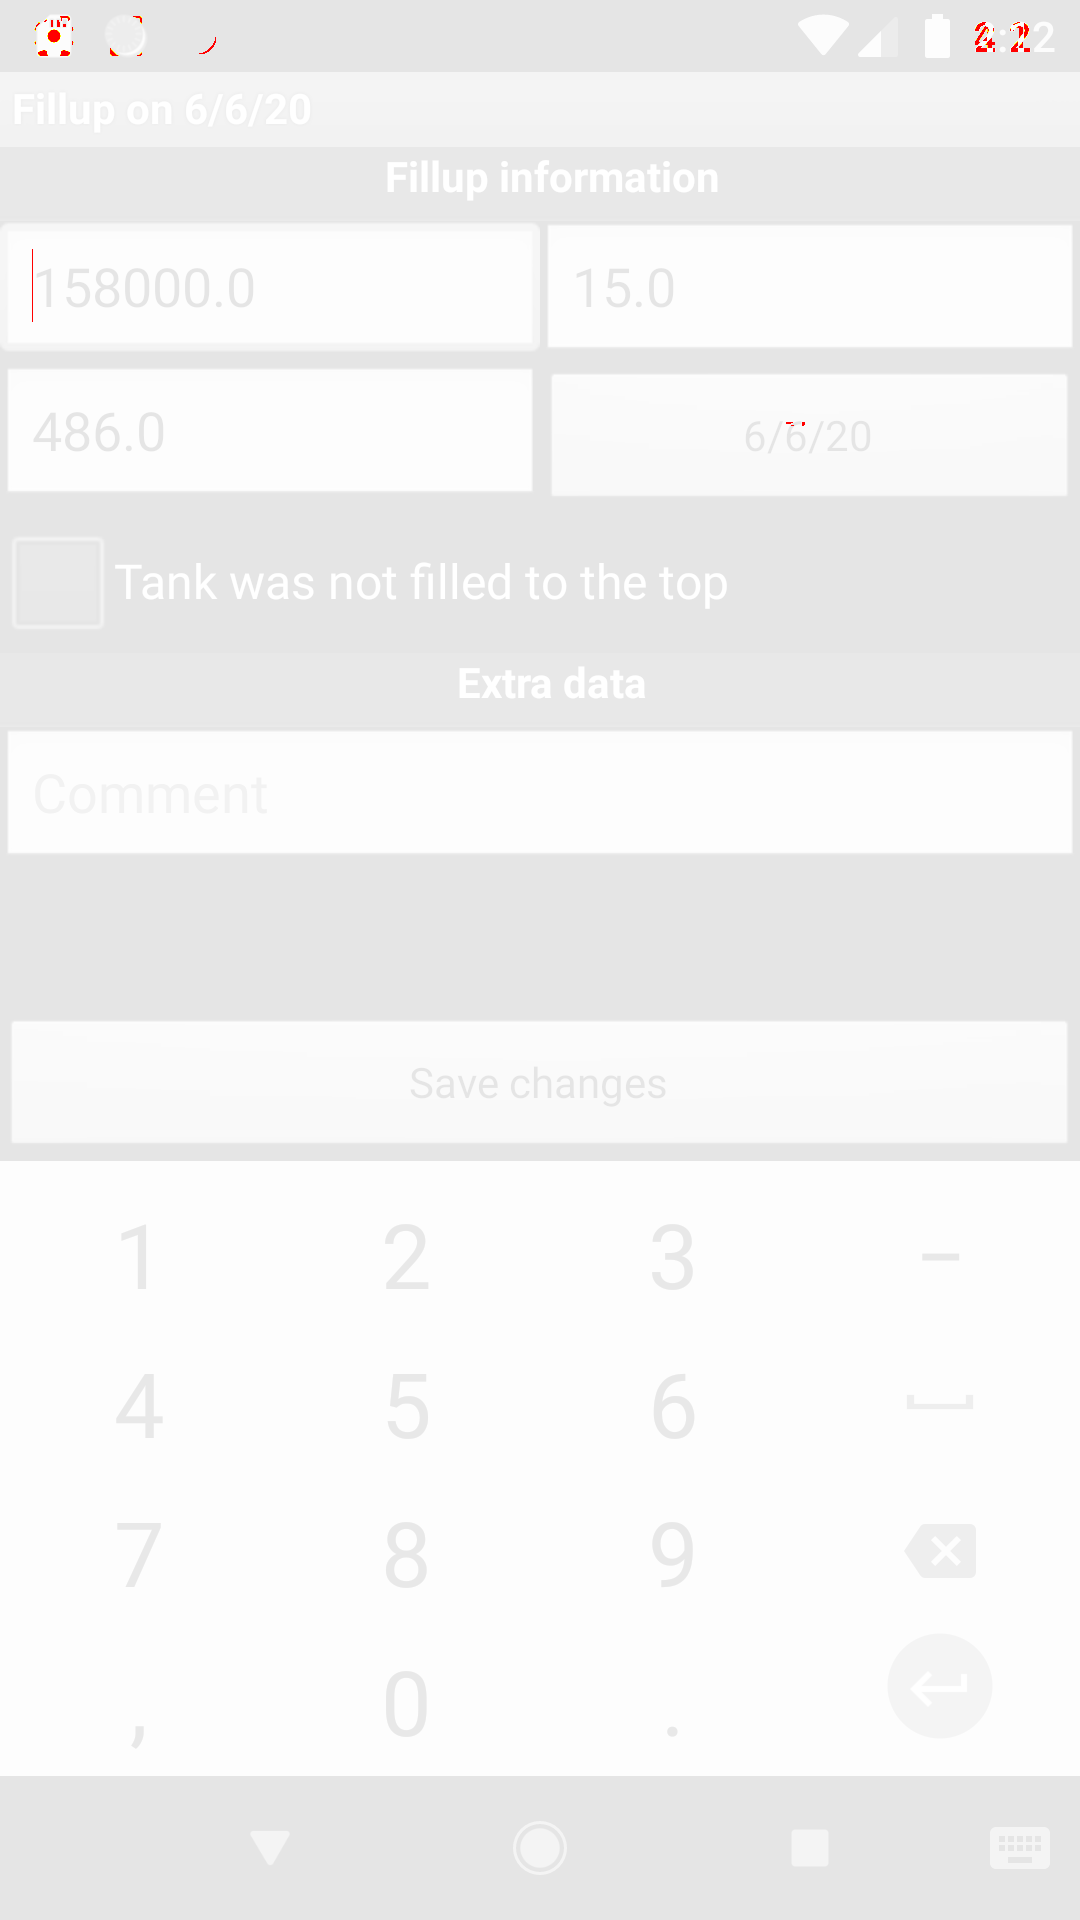 Fillup on 6/6/20
Fillup information
158000.0
15.0
486.0
6/6/20
Tank was not filled to the top
Extra data
Comment
Save changes
1 2 3 –
4 5 6
7 8 9
, 0 .